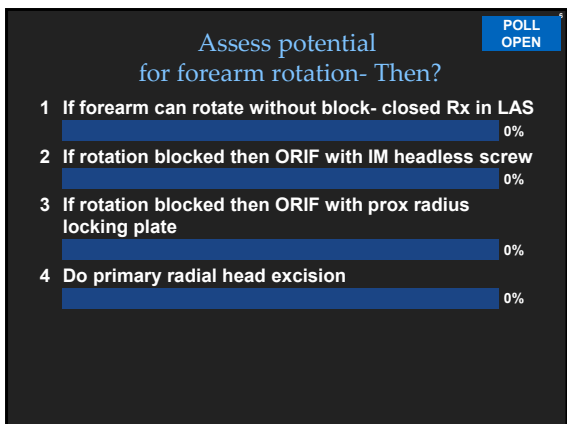 POLL
OPEN
Assess potential
for forearm rotation- Then?
1 If forearm can rotate without block- closed Rx in LAS
0%
2 If rotation blocked then ORIF with IM headless screw
0%
3 If rotation blocked then ORIF with prox radius
locking plate
0%
4 Do primary radial head excision
0%